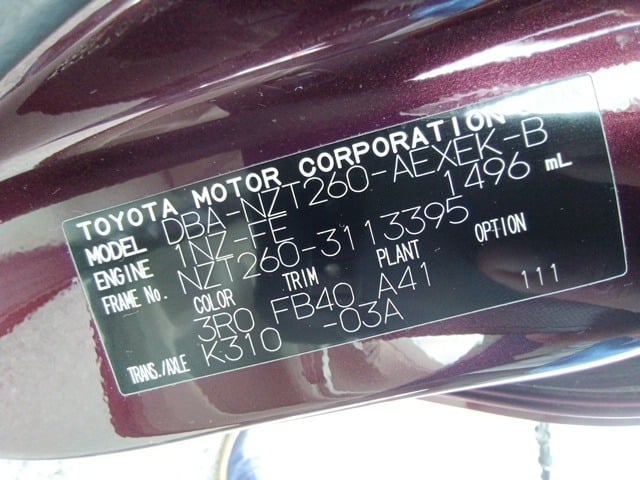 TOYOTA MOTOR CORPORATION
MODEL DBA-NZT260-AEXEK-B
ENGINE 1NZ-FE 1496 mL
FRAME No. NZT260-3113395
COLOR TRIM PLANT OPTION
3R0 FB40 A41 111
TRANS./AXLE K310 -03A